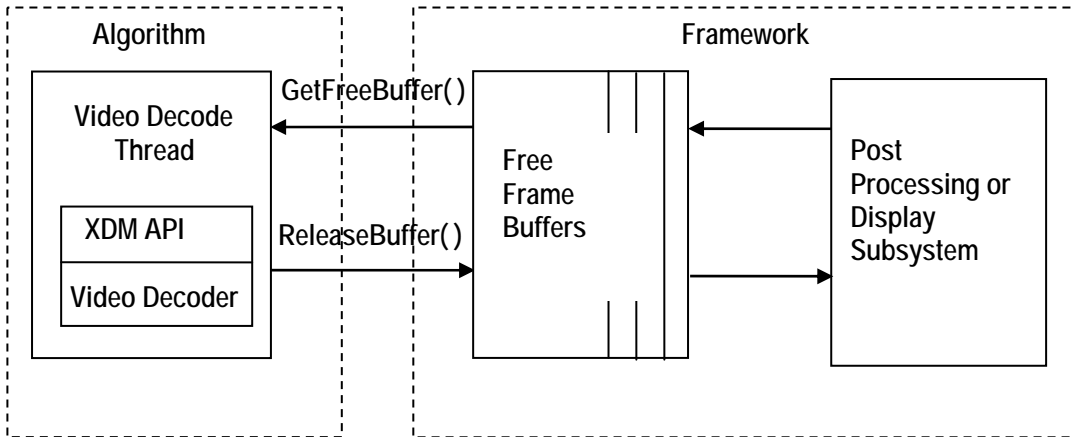 Algorithm
Framework
Video Decode
Thread
XDM API
Video Decoder
GetFreeBuffer( )
ReleaseBuffer( )
Free
Frame
Buffers
Post
Processing or
Display
Subsystem